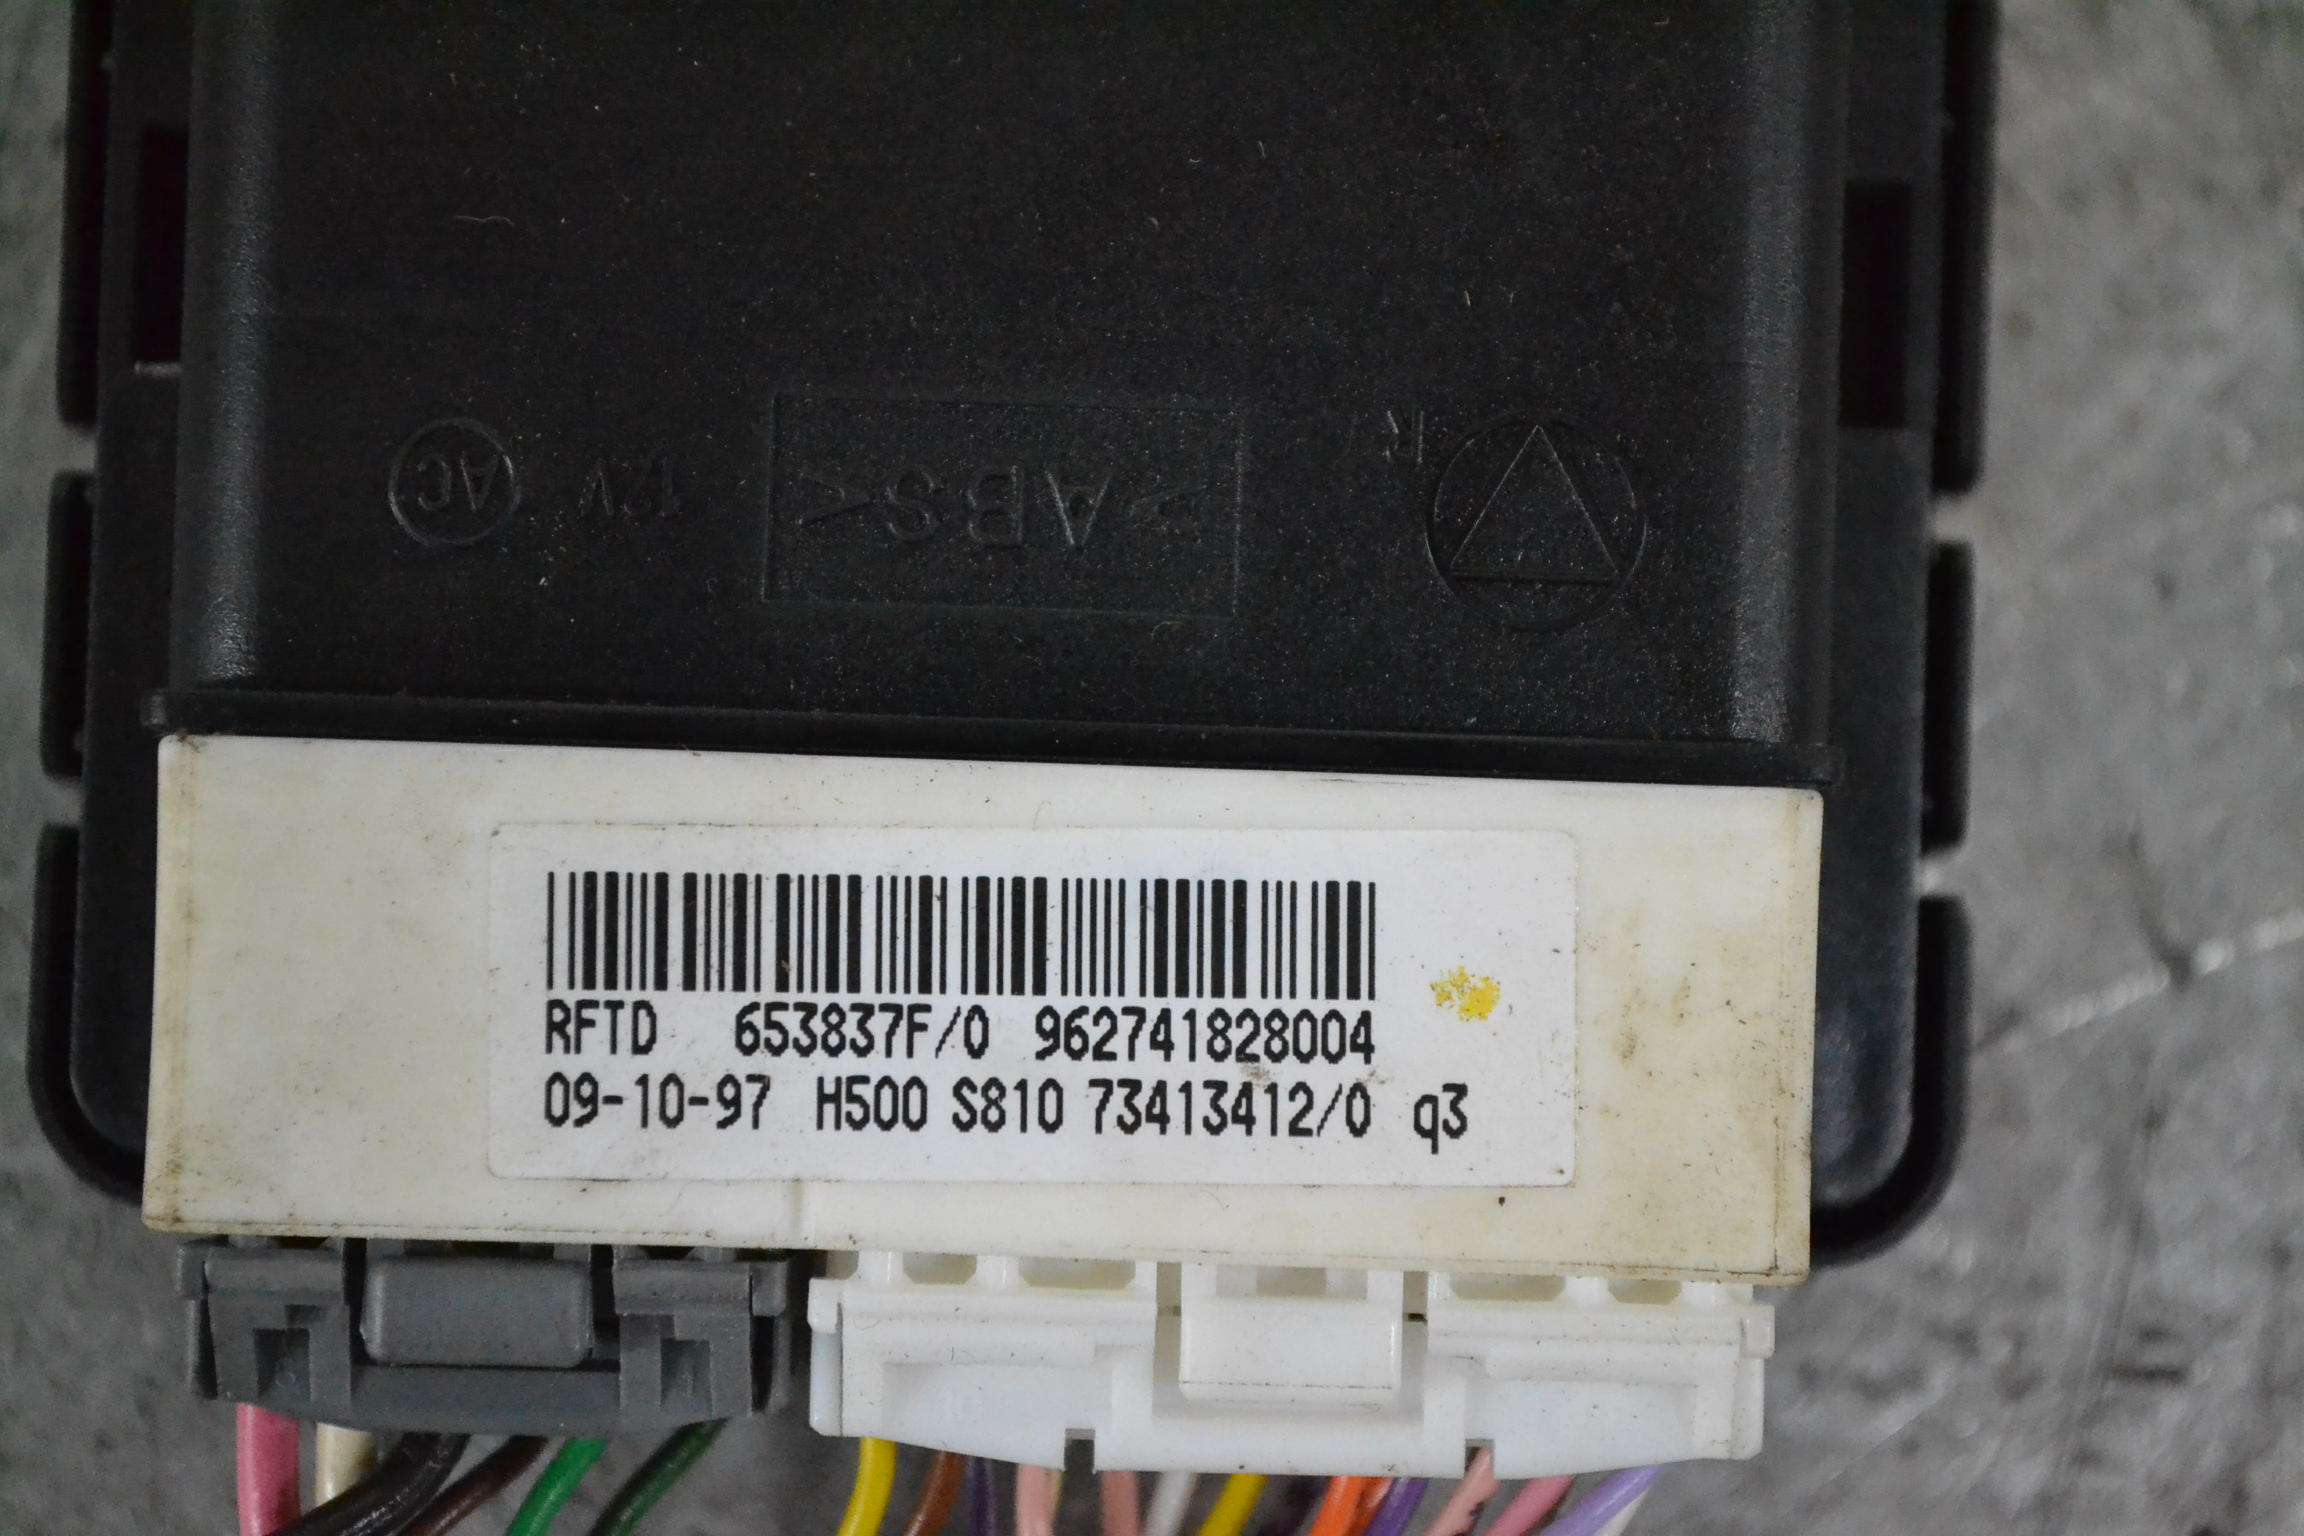 AC 12V >ABS< R
RFTD 653837F/0 962741828004
09-10-97 H500 S810 73413412/0 q3